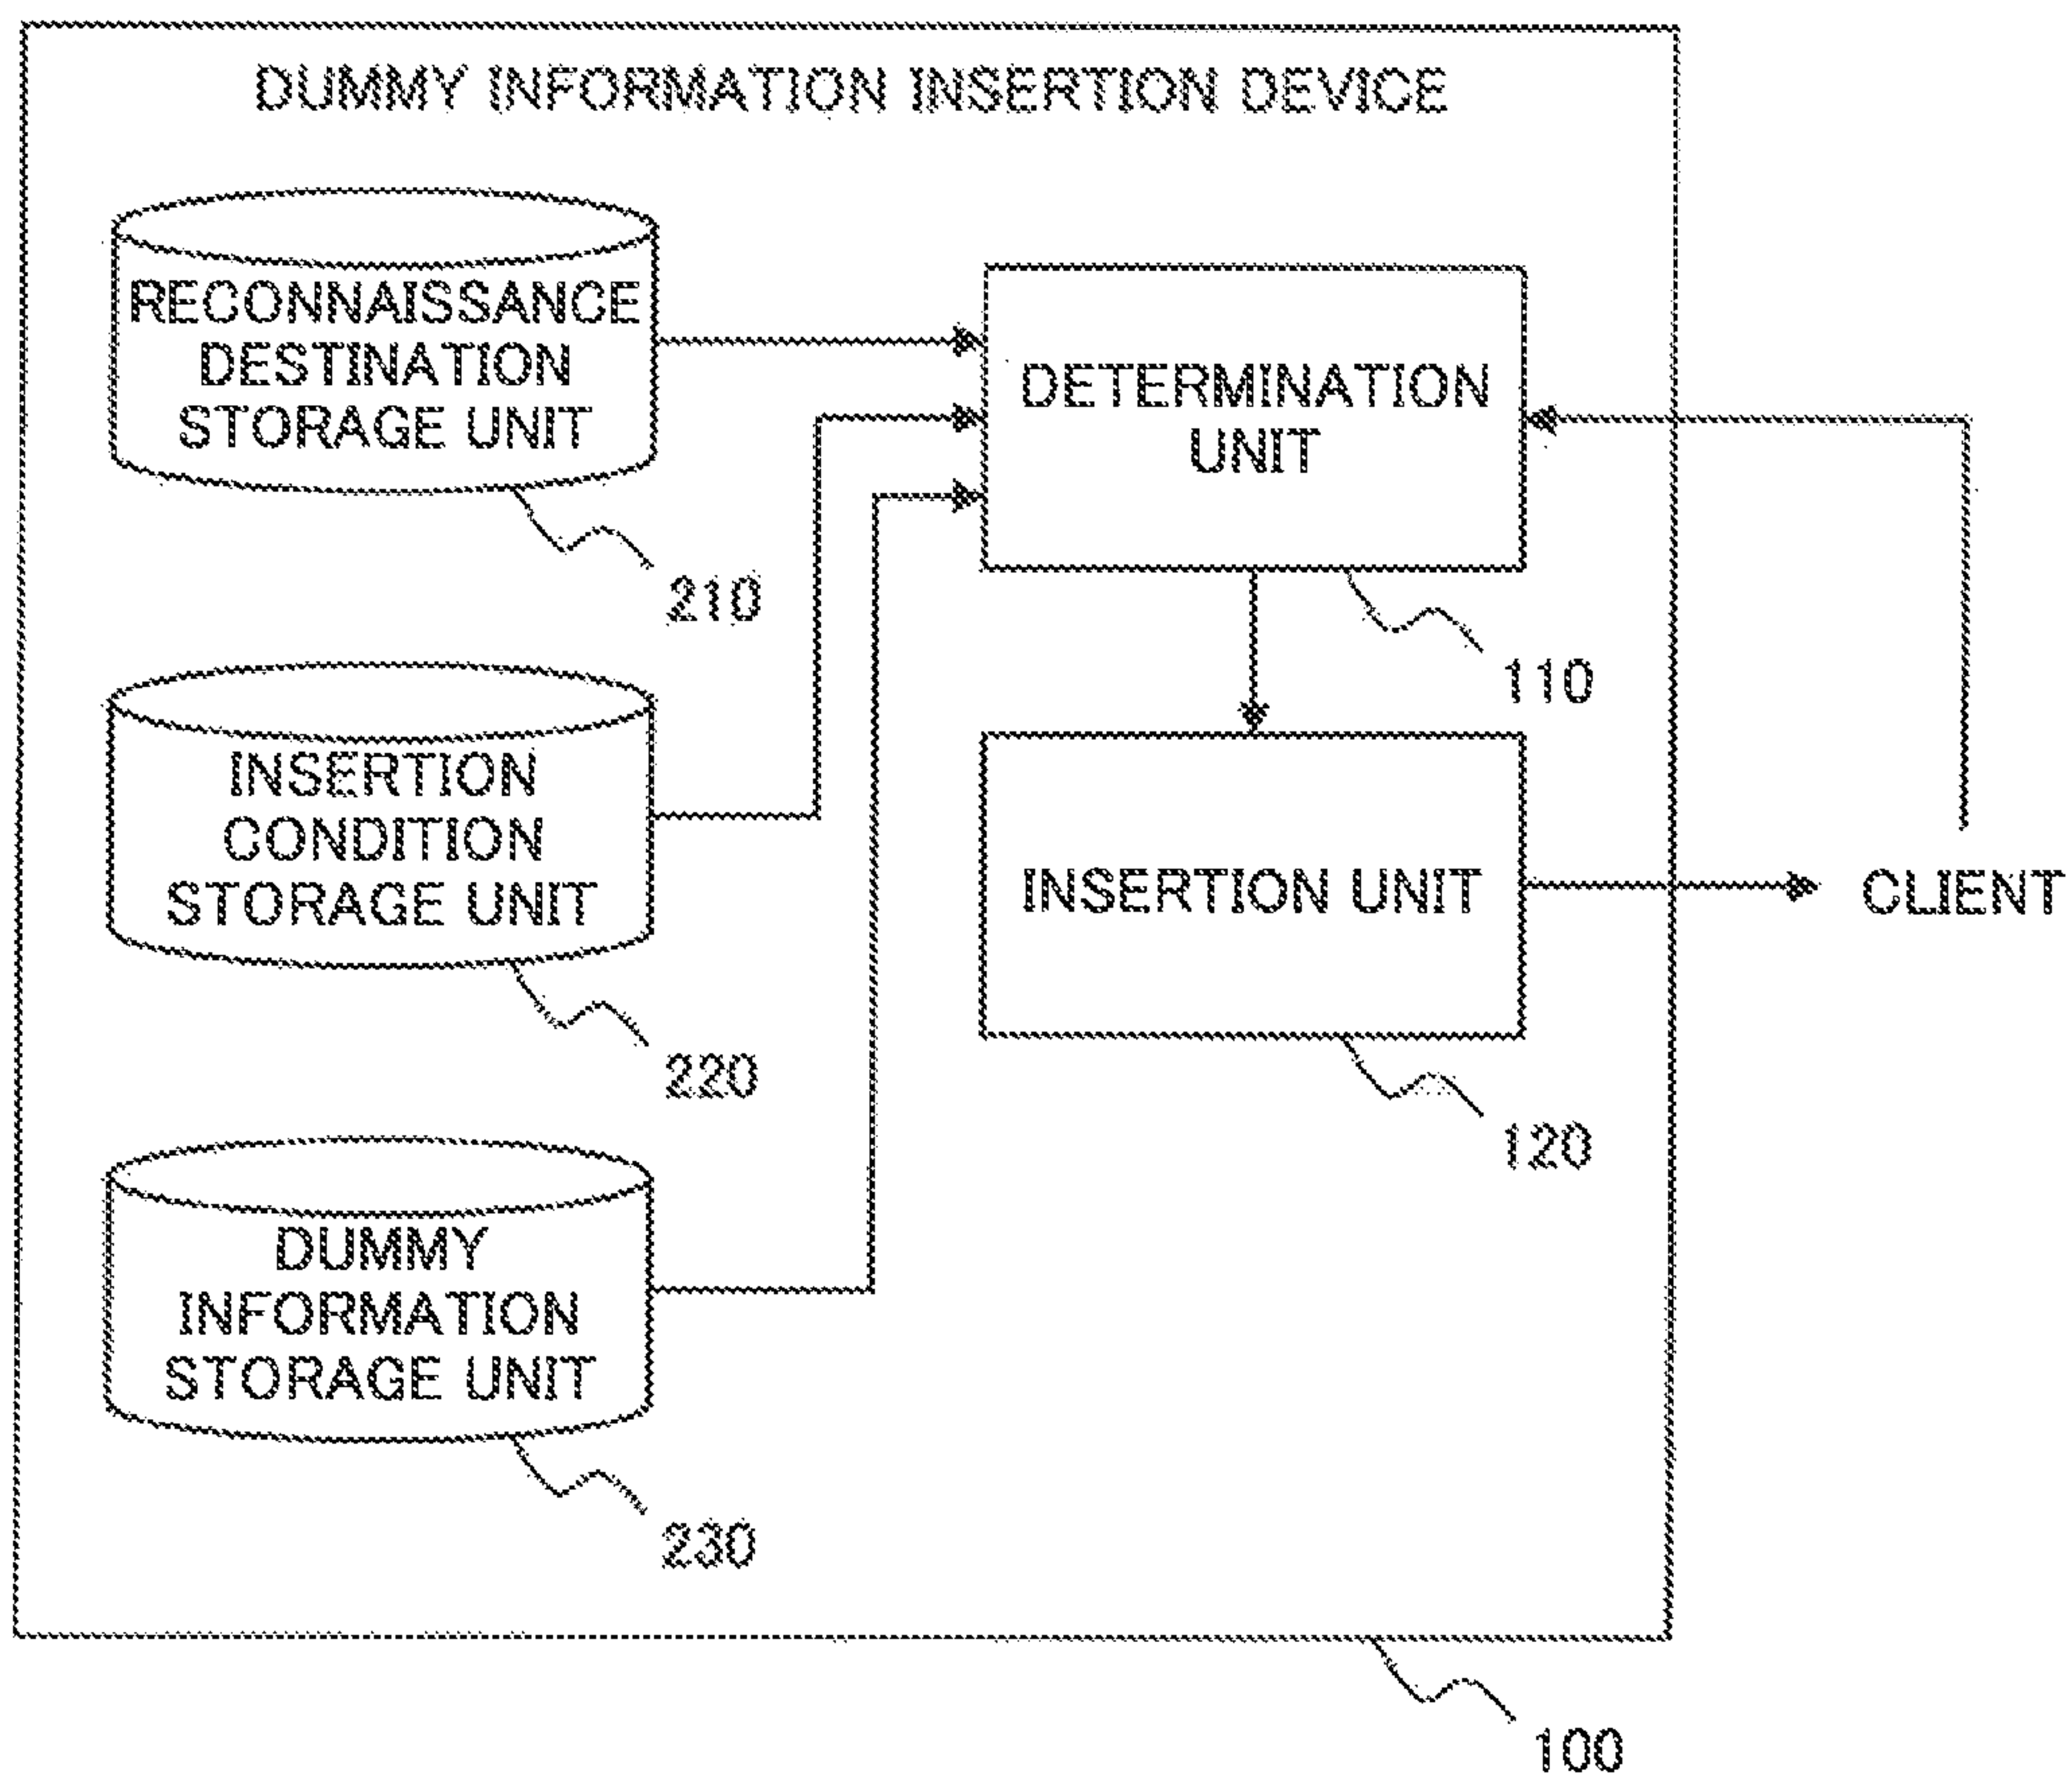 DUMMY INFORMATION INSERTION DEVICE
RECONNAISSANCE
DESTINATION
STORAGE UNIT
210
DETERMINATION
UNIT
110
INSERTION
CONDITION
STORAGE UNIT
220
INSERTION UNIT
120
CLIENT
DUMMY
INFORMATION
STORAGE UNIT
230
100